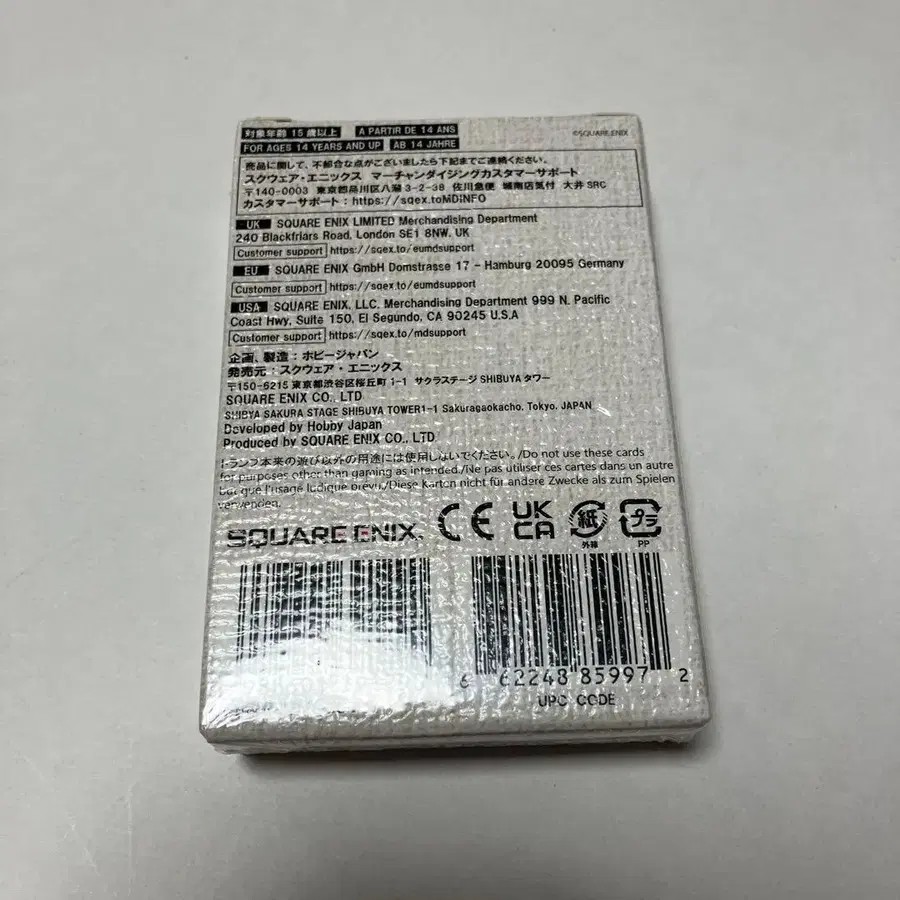 対象年齢 15 歳以上 A PARTIR DE 14 ANS
©SQUARE ENIX
FOR AGES 14 YEARS AND UP AB 14 JAHRE
商品に関して、不都合な点がございましたら下記までご連絡ください。
スクウェア・エニックス マーチャンダイジングカスタマーサポート
〒140-0003 東京都品川区八潮3-2-38 佐川急便 城南店気付 大井 SRC
カスタマーサポート : https://sqex.to/MDINFO
UK SQUARE ENIX LIMITED Merchandising Department
240 Blackfriars Road, London SE1 8NW, UK
Customer support https://sqex.to/eumdsupport
EU SQUARE ENIX GmbH Domstrasse 17 - Hamburg 20095 Germany
Customer support https://sqex.to/eumdsupport
USA SQUARE ENIX, LLC, Merchandising Department 999 N. Pacific
Coast Hwy, Suite 150, El Segundo, CA 90245 U.S.A
Customer support https://sqex.to/mdsupport
企画、製造 : ホビージャパン
発売元 : スクウェア・エニックス
〒150-6215 東京都渋谷区桜丘町 1-1 サクラステージ SHIBUYA タワー
SQUARE ENIX CO., LTD
SHIBYA SAKURA STAGE SHIBUYA TOWER1-1 Sakuragaokacho, Tokyo, JAPAN
Developed by Hobby Japan
Produced by SQUARE ENIX CO., LTD.
トランプ本来の遊び以外の用途には使用しないでください。/Do not use these cards
for purposes other than gaming as intended./Ne pas utiliser ces cartes dans un autre
but que l'usage ludique prévu./Diese Karten nicht für andere Zwecke als zum Spielen
verwenden.
SQUARE ENIX. CE UK CA 紙 プラ
外箱 PP
6 62248 85997 2
UPC CODE